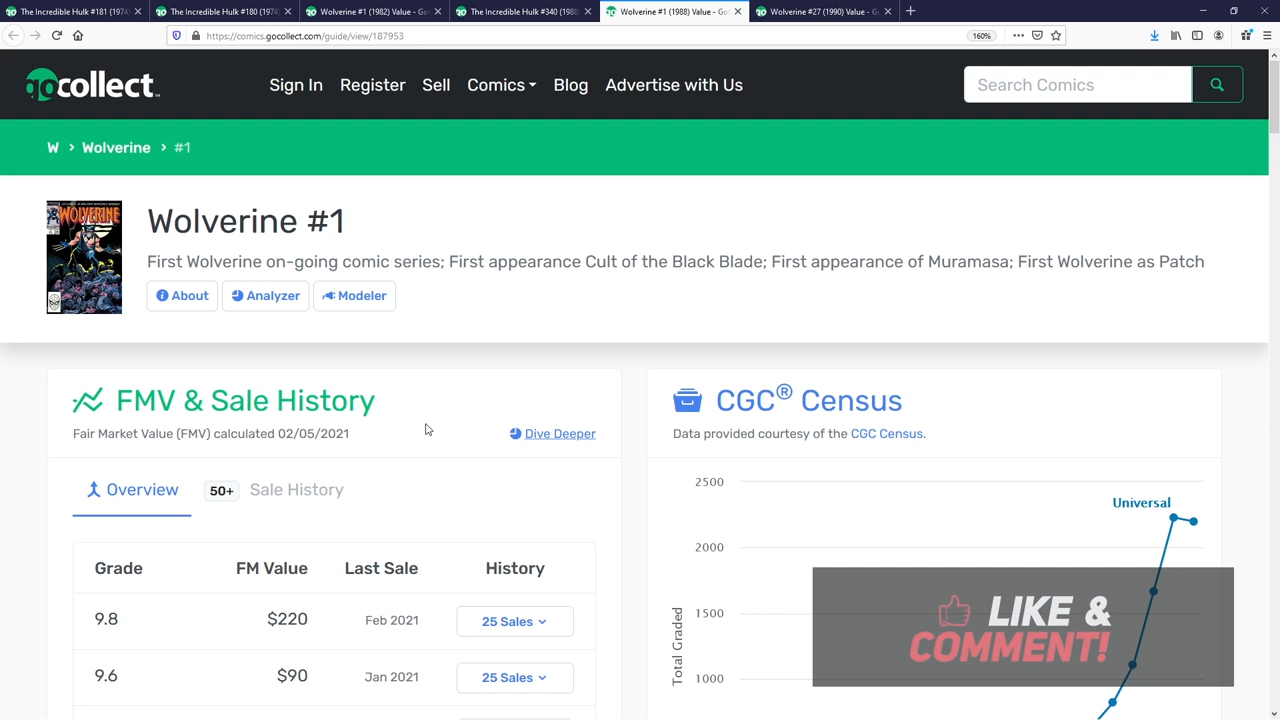 The Incredible Hulk #181 (1974
The Incredible Hulk #180 (1974
Wolverine #1 (1982) Value - Go
The Incredible Hulk #340 (1988
Wolverine #1 (1988) Value - Go
Wolverine #27 (1990) Value - Go
https://comics.gocollect.com/guide/view/187953
160%
gocollect™
Sign In Register Sell Comics Blog Advertise with Us
Search Comics
W > Wolverine > #1
WOLVERINE
Wolverine #1
First Wolverine on-going comic series; First appearance Cult of the Black Blade; First appearance of Muramasa; First Wolverine as Patch
About Analyzer Modeler
FMV & Sale History
Fair Market Value (FMV) calculated 02/05/2021
Dive Deeper
Overview 50+ Sale History
Grade FM Value Last Sale History
9.8 $220 Feb 2021 25 Sales
9.6 $90 Jan 2021 25 Sales
CGC® Census
Data provided courtesy of the CGC Census.
2500
Universal
2000
1500
1000
Total Graded
LIKE &
COMMENT!